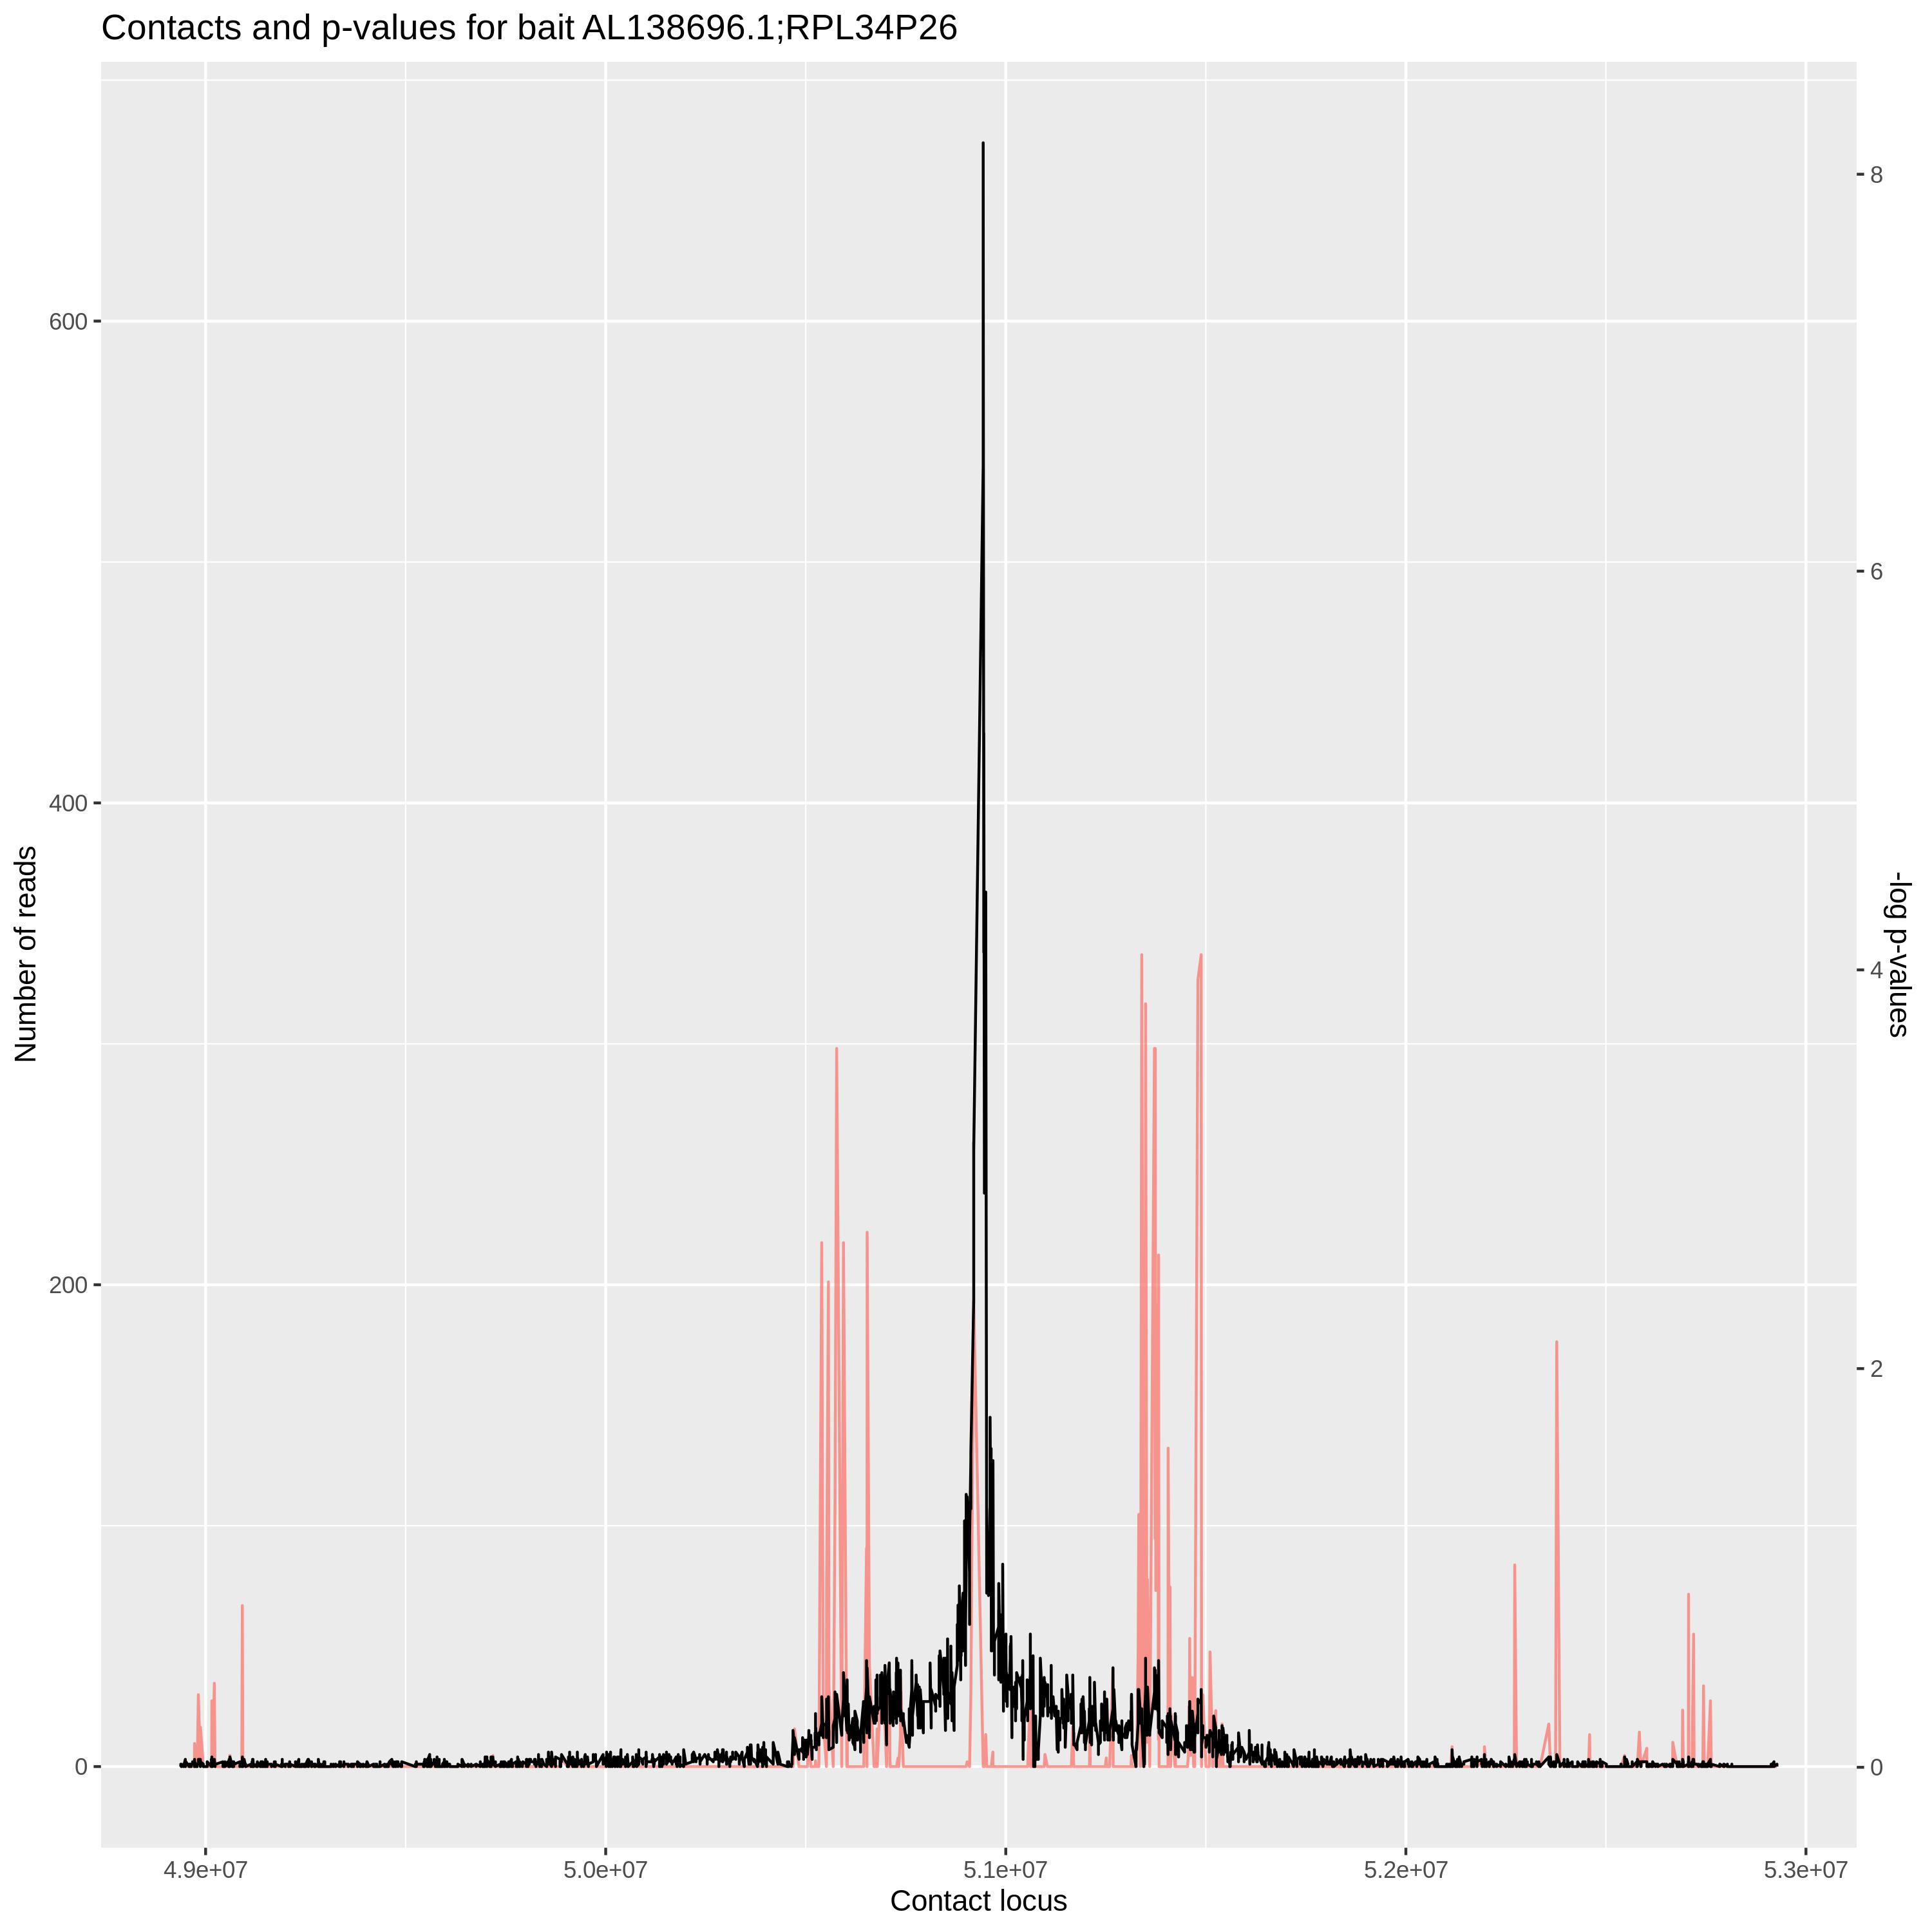 Contacts and p-values for bait AL138696.1;RPL34P26
Number of reads
600
400
200
0
8
6
4
2
0
-log p-values
4.9e+07
5.0e+07
5.1e+07
5.2e+07
5.3e+07
Contact locus